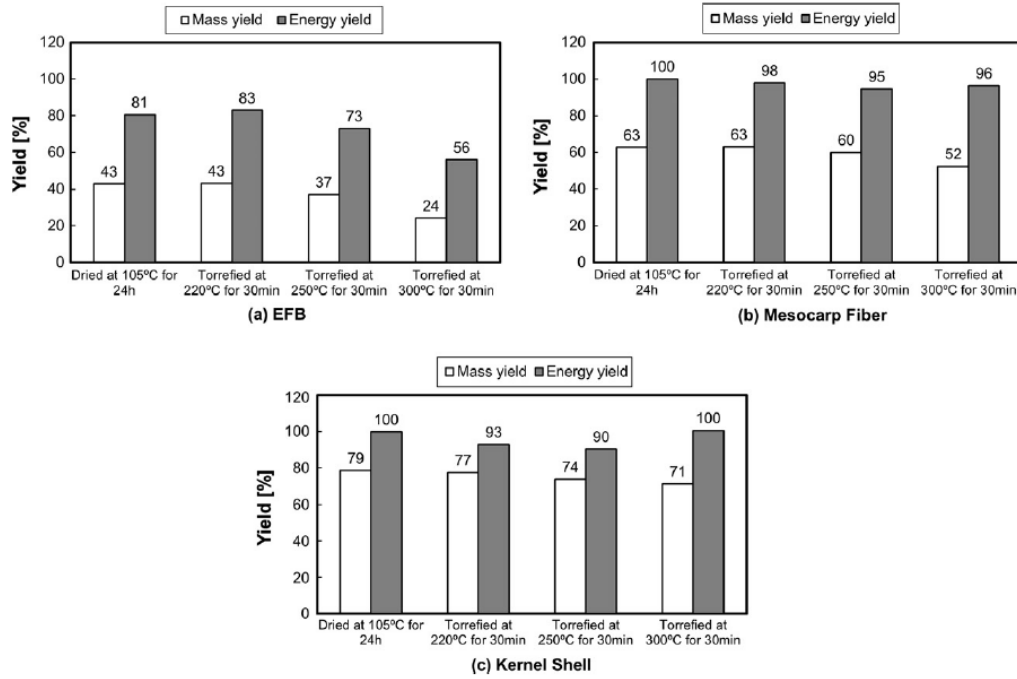 Mass yield Energy yield
120
100
80
60
40
20
0
Yield [%]
43 81 43 83 37 73 24 56
Dried at 105ºC for 24h
Torrefied at 220ºC for 30min
Torrefied at 250ºC for 30min
Torrefied at 300ºC for 30min
(a) EFB
Mass yield Energy yield
120
100
80
60
40
20
0
Yield [%]
63 100 63 98 60 95 52 96
Dried at 105ºC for 24h
Torrefied at 220ºC for 30min
Torrefied at 250ºC for 30min
Torrefied at 300ºC for 30min
(b) Mesocarp Fiber
Mass yield Energy yield
120
100
80
60
40
20
0
Yield [%]
79 100 77 93 74 90 71 100
Dried at 105ºC for 24h
Torrefied at 220ºC for 30min
Torrefied at 250ºC for 30min
Torrefied at 300ºC for 30min
(c) Kernel Shell